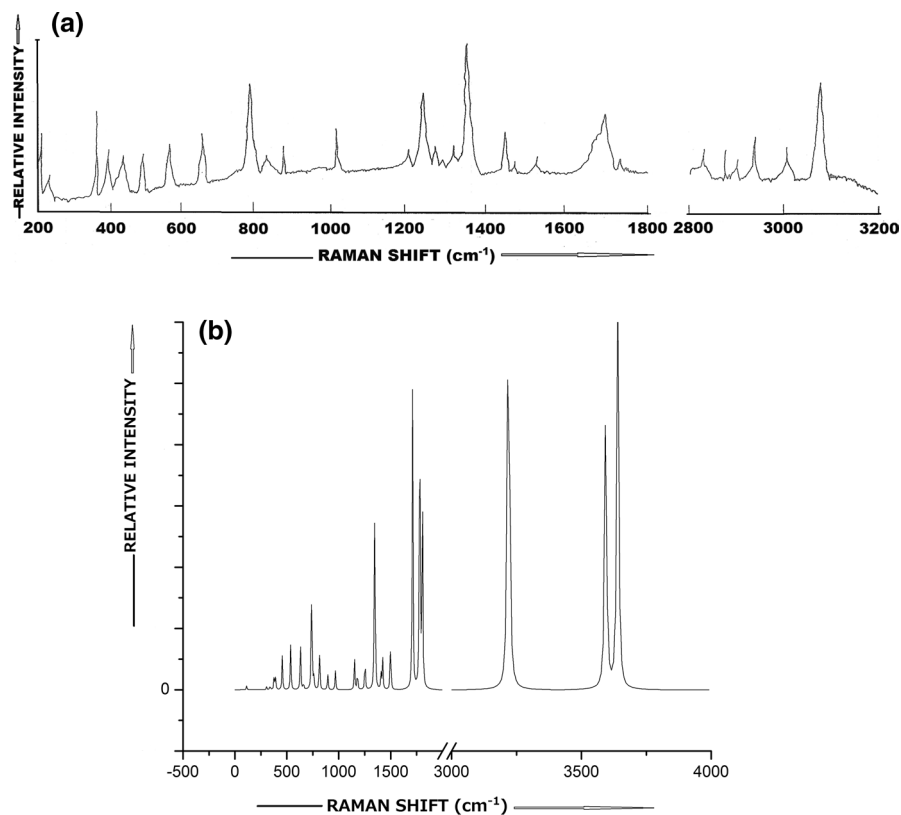 (a)
RELATIVE INTENSITY
200 400 600 800 1000 1200 1400 1600 1800 2800 3000 3200
RAMAN SHIFT (cm-1)
(b)
RELATIVE INTENSITY
0
-500 0 500 1000 1500 3000 3500 4000
RAMAN SHIFT (cm-1)